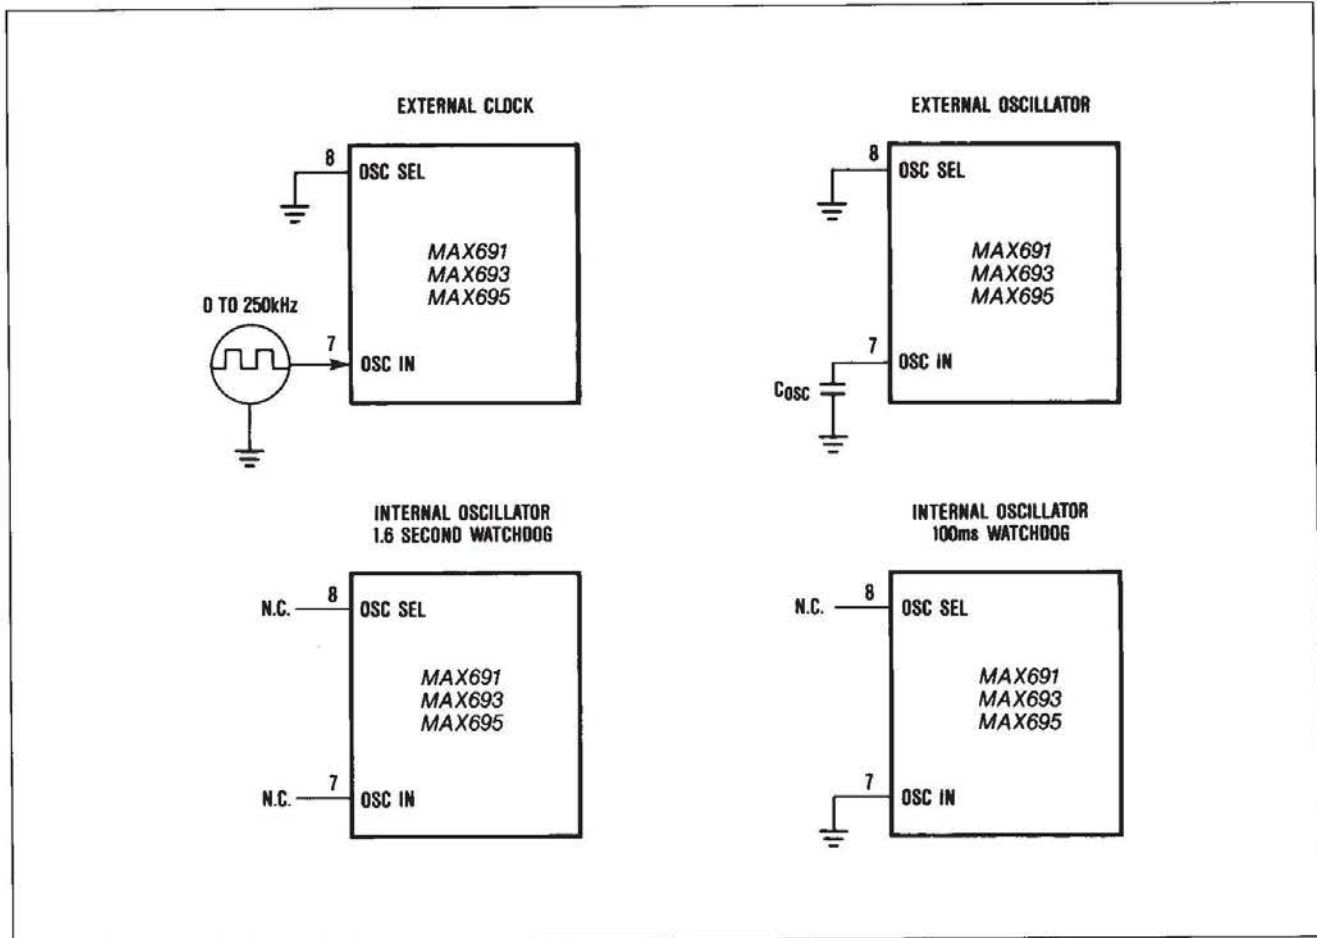 EXTERNAL CLOCK
8
OSC SEL
MAX691
MAX693
MAX695
0 TO 250kHz
7
OSC IN
EXTERNAL OSCILLATOR
8
OSC SEL
MAX691
MAX693
MAX695
7
OSC IN
COSC
INTERNAL OSCILLATOR
1.6 SECOND WATCHDOG
N.C.
8
OSC SEL
MAX691
MAX693
MAX695
N.C.
7
OSC IN
INTERNAL OSCILLATOR
100ms WATCHDOG
N.C.
8
OSC SEL
MAX691
MAX693
MAX695
7
OSC IN